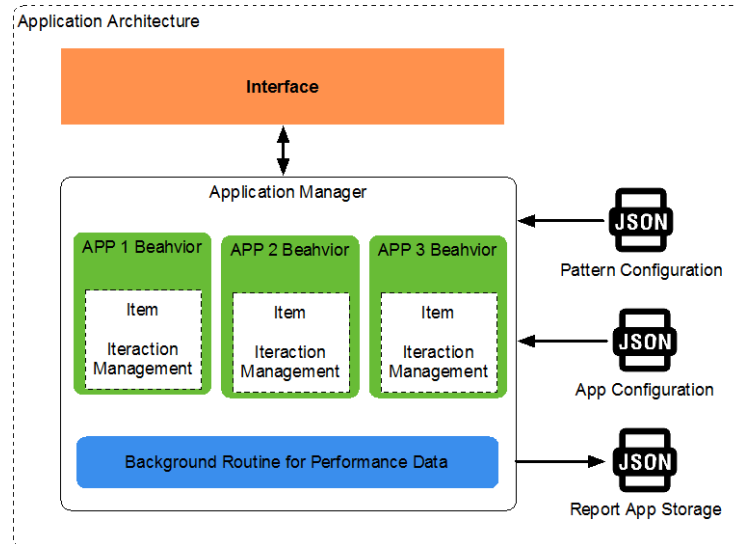 Application Architecture
Interface
Application Manager
APP 1 Beahvior
Item
Iteraction
Management
APP 2 Beahvior
Item
Iteraction
Management
APP 3 Beahvior
Item
Iteraction
Management
Background Routine for Performance Data
JSON
Pattern Configuration
JSON
App Configuration
JSON
Report App Storage